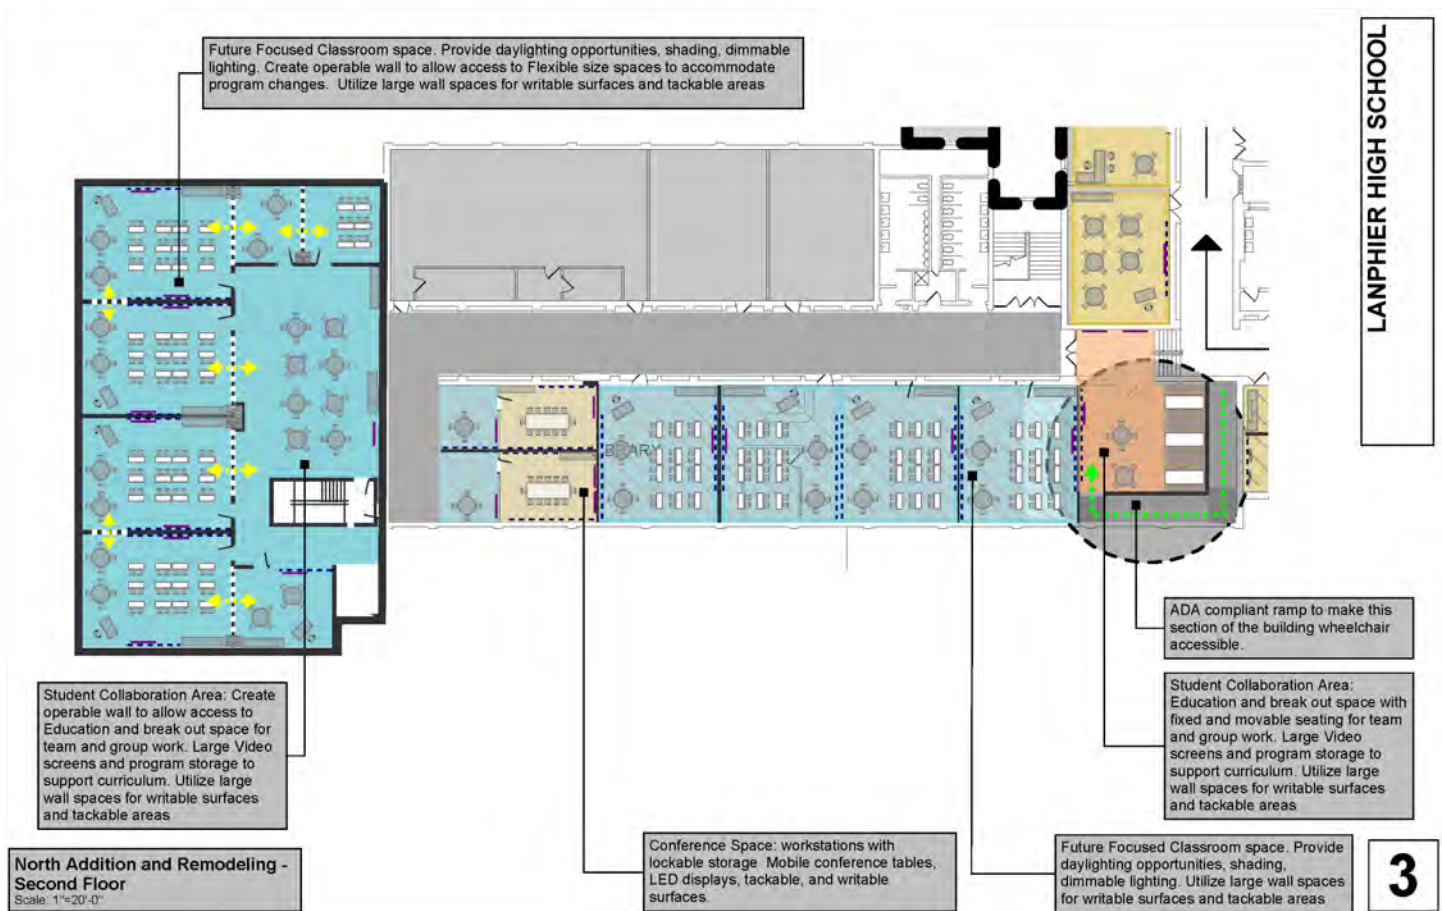 Future Focused Classroom space. Provide daylighting opportunities, shading, dimmable
lighting. Create operable wall to allow access to Flexible size spaces to accommodate
program changes.  Utilize large wall spaces for writable surfaces and tackable areas
LANPHIER HIGH SCHOOL
BRARY
ADA compliant ramp to make this
section of the building wheelchair
accessible.
Student Collaboration Area: Create
operable wall to allow access to
Education and break out space for
team and group work. Large Video
screens and program storage to
support curriculum. Utilize large
wall spaces for writable surfaces
and tackable areas
Student Collaboration Area:
Education and break out space with
fixed and movable seating for team
and group work. Large Video
screens and program storage to
support curriculum. Utilize large
wall spaces for writable surfaces
and tackable areas
Conference Space: workstations with
lockable storage  Mobile conference tables,
LED displays, tackable, and writable
surfaces.
Future Focused Classroom space. Provide
daylighting opportunities, shading,
dimmable lighting. Utilize large wall spaces
for writable surfaces and tackable areas
North Addition and Remodeling -
Second Floor
Scale: 1"=20'-0"
3